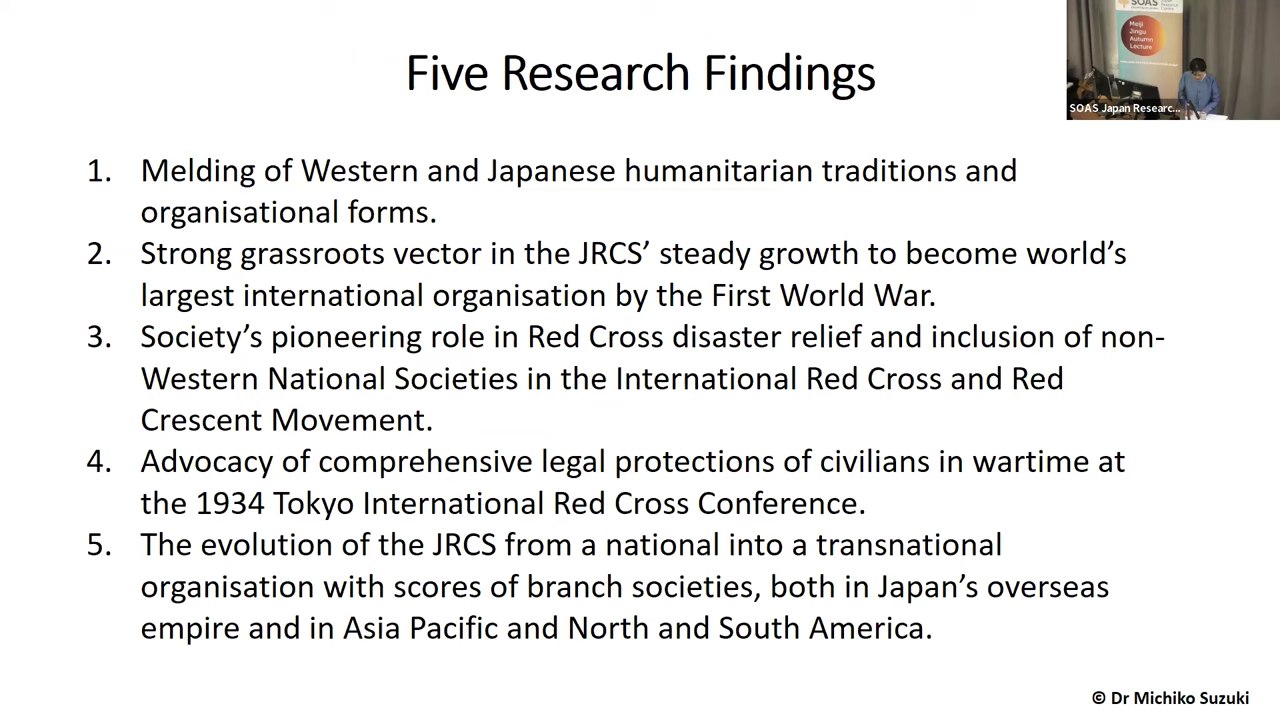 Five Research Findings
SOAS
Meiji
Jingu
Autumn
Lecture
SOAS Japan Researc...
1. Melding of Western and Japanese humanitarian traditions and
organisational forms.
2. Strong grassroots vector in the JRCS’ steady growth to become world’s
largest international organisation by the First World War.
3. Society’s pioneering role in Red Cross disaster relief and inclusion of non-
Western National Societies in the International Red Cross and Red
Crescent Movement.
4. Advocacy of comprehensive legal protections of civilians in wartime at
the 1934 Tokyo International Red Cross Conference.
5. The evolution of the JRCS from a national into a transnational
organisation with scores of branch societies, both in Japan’s overseas
empire and in Asia Pacific and North and South America.
© Dr Michiko Suzuki